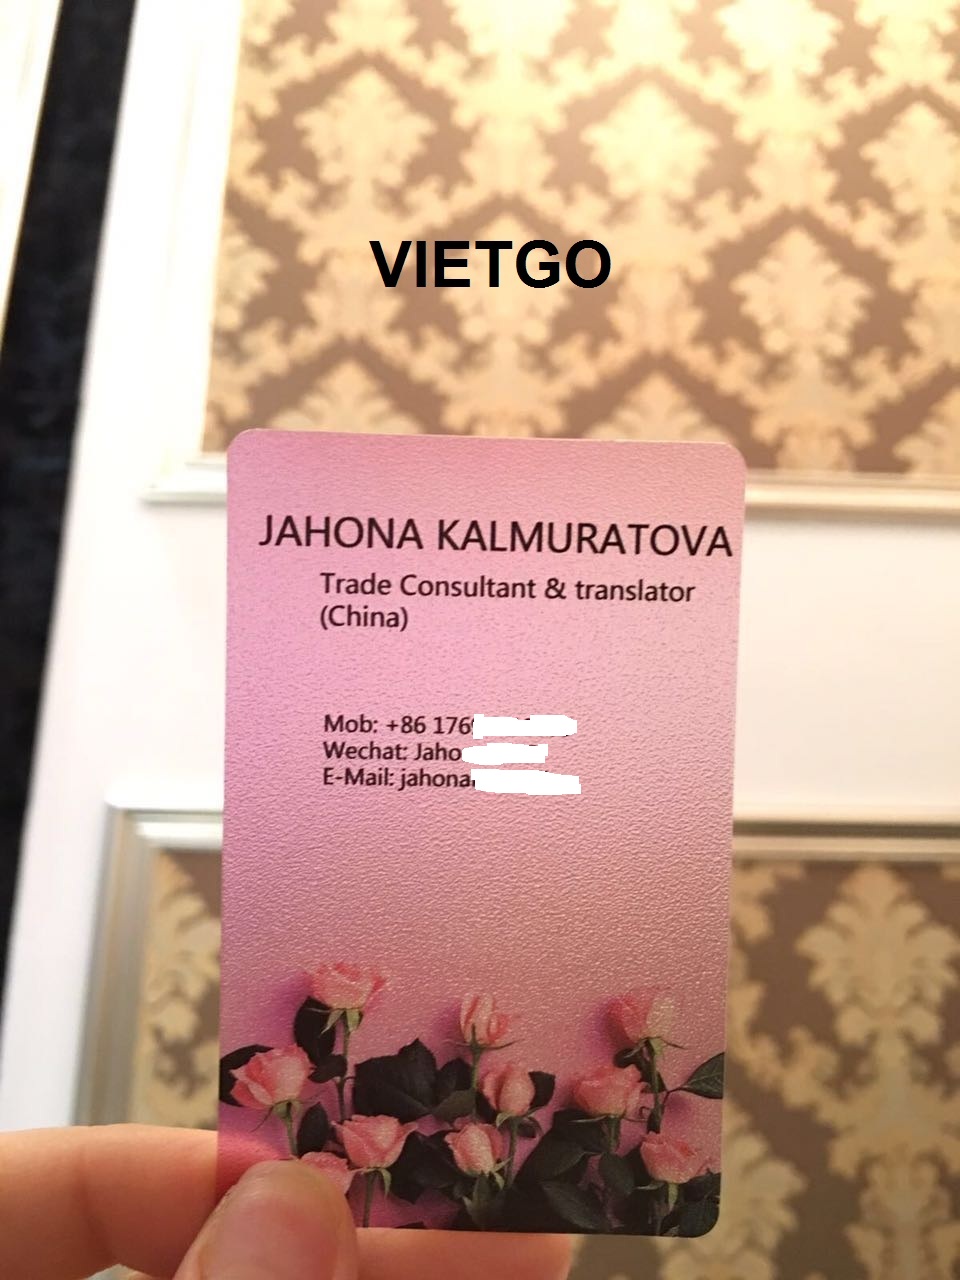 VIETGO
JAHONA KALMURATOVA
Trade Consultant & translator
(China)
Mob: +86 176
Wechat: Jaho
E-Mail: jahona.